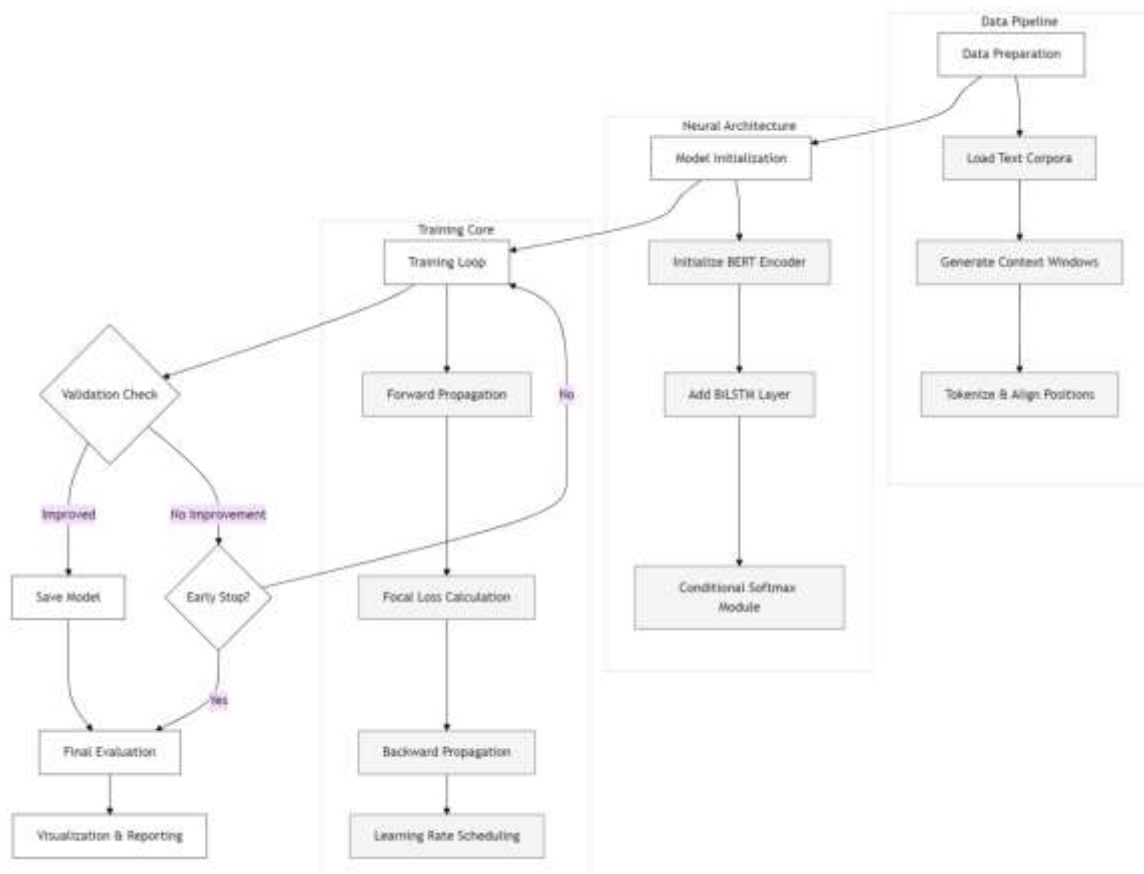 Data Pipeline
Data Preparation
Load Text Corpora
Generate Context Windows
Tokenize & Align Positions
Neural Architecture
Model Initialization
Initialize BERT Encoder
Add BiLSTM Layer
Conditional Softmax
Module
Training Core
Training Loop
Forward Propagation
Focal Loss Calculation
Backward Propagation
Learning Rate Scheduling
Validation Check
Improved
No Improvement
No
Save Model
Early Stop?
Yes
Final Evaluation
Visualization & Reporting